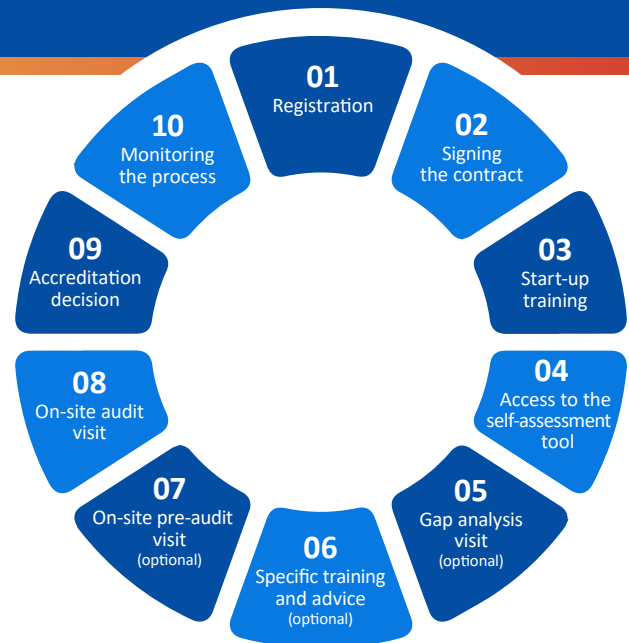 01
Registration
02
Signing
the contract
03
Start-up
training
04
Access to the
self-assessment
tool
05
Gap analysis
visit
(optional)
06
Specific training
and advice
(optional)
07
On-site pre-audit
visit
(optional)
08
On-site audit
visit
09
Accreditation
decision
10
Monitoring
the process